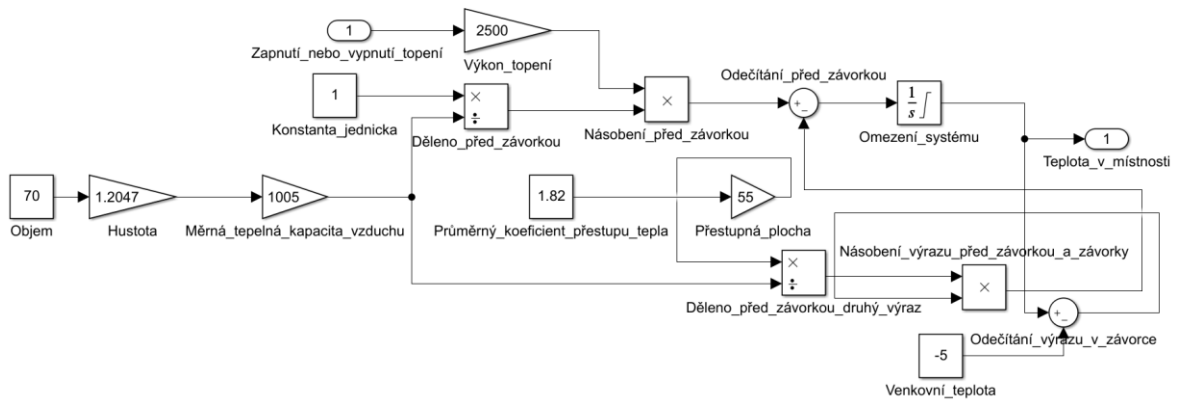 1
Zapnutí_nebo_vypnutí_topení
2500
Výkon_topení
1
Konstanta_jednicka
×
÷
Děleno_před_závorkou
×
Násobení_před_závorkou
Odečítání_před_závorkou
+
−
1
s
Omezení_systému
1
Teplota_v_místnosti
70
Objem
1.2047
Hustota
1005
Měrná_tepelná_kapacita_vzduchu
1.82
Průměrný_koeficient_přestupu_tepla
55
Přestupná_plocha
×
÷
Děleno_před_závorkou_druhý_výraz
Násobení_výrazu_před_závorkou_a_závorky
×
+
−
Odečítání_výrazu_v_závorce
-5
Venkovní_teplota